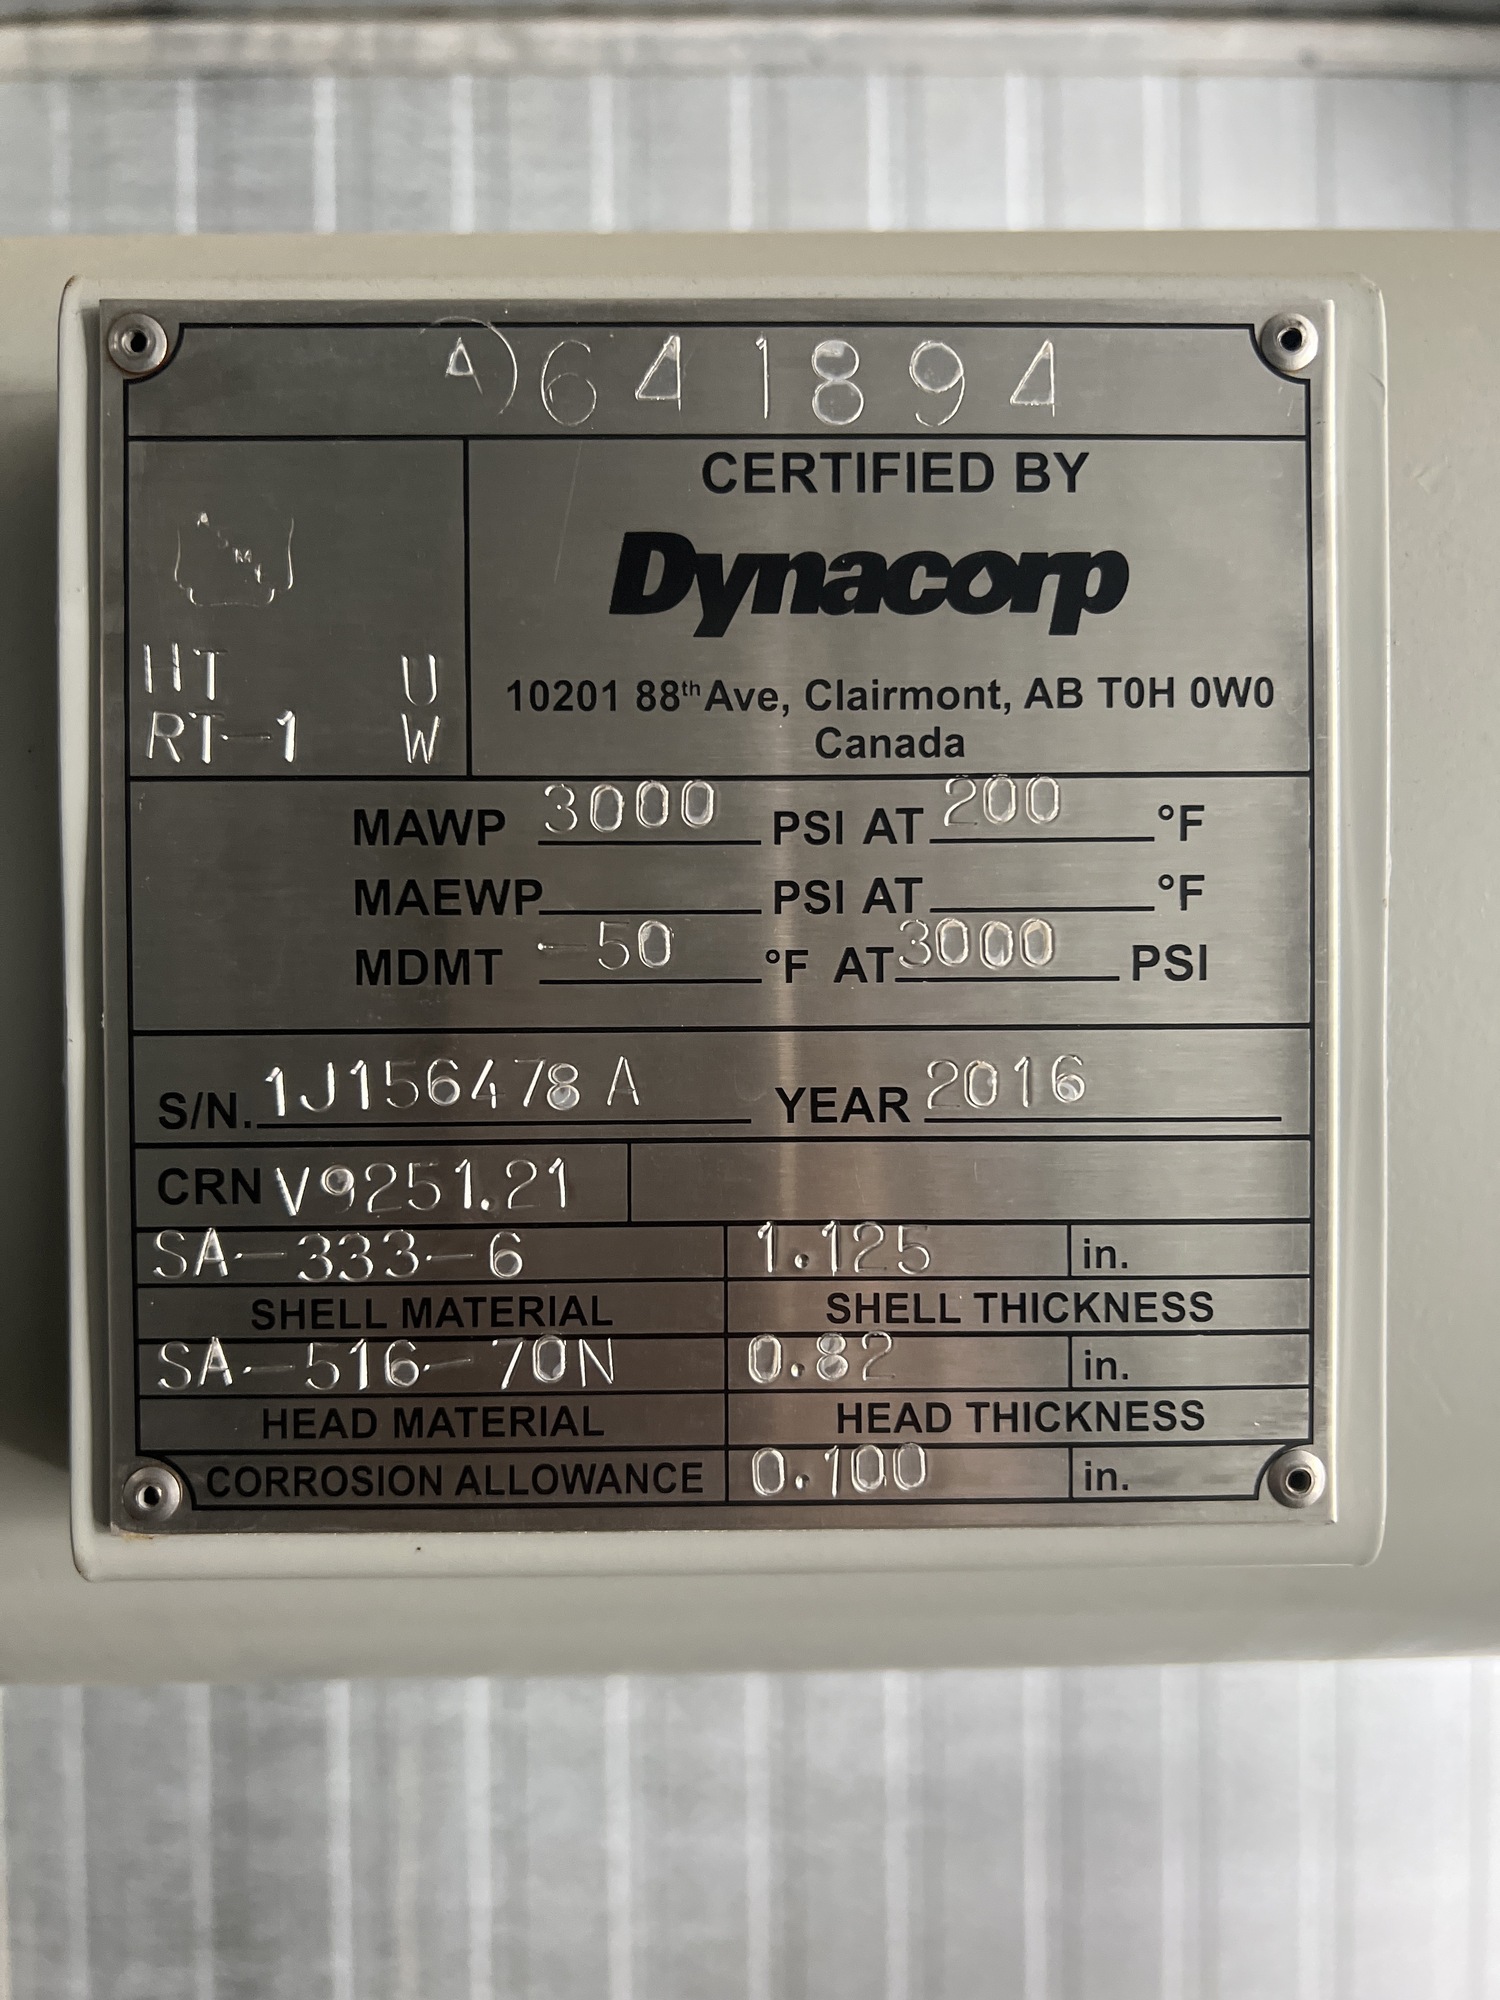 A 641894
CERTIFIED BY
Dynacorp
10201 88th Ave, Clairmont, AB T0H 0W0
Canada
HT U
RT-1 W
MAWP 3000 PSI AT 200 °F
MAEWP PSI AT °F
MDMT -50 °F AT 3000 PSI
S/N. 1J156478A YEAR 2016
CRN V9251.21
SA-333-6 1.125 in.
SHELL MATERIAL SHELL THICKNESS
SA-516-70N 0.82 in.
HEAD MATERIAL HEAD THICKNESS
CORROSION ALLOWANCE 0.100 in.